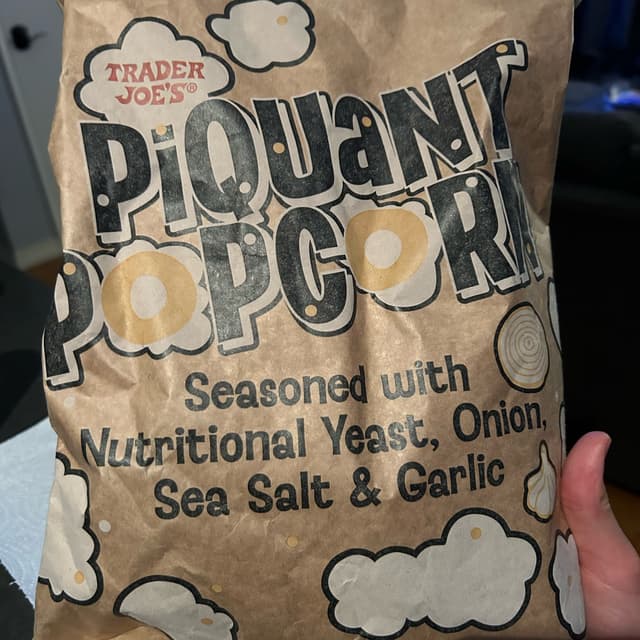 TRADER
JOE'S®
PiQUaNT
POPCORN
Seasoned with
Nutritional Yeast, Onion,
Sea Salt & Garlic